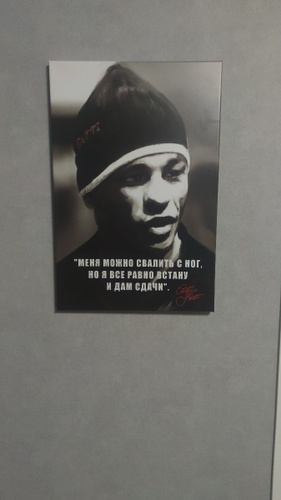 "МЕНЯ МОЖНО СВАЛИТЬ С НОГ,
НО Я ВСЕ РАВНО ВСТАНУ
И ДАМ СДАЧИ".